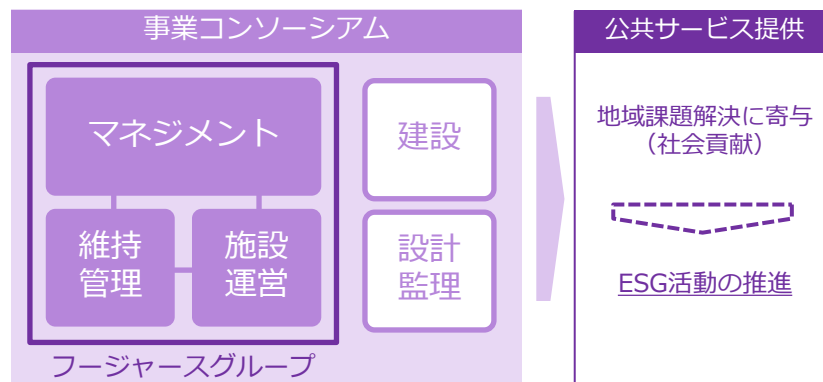 事業コンソーシアム
マネジメント
維持
管理
施設
運営
フージャースグループ
建設
設計
監理
公共サービス提供
地域課題解決に寄与
（社会貢献）
ESG活動の推進